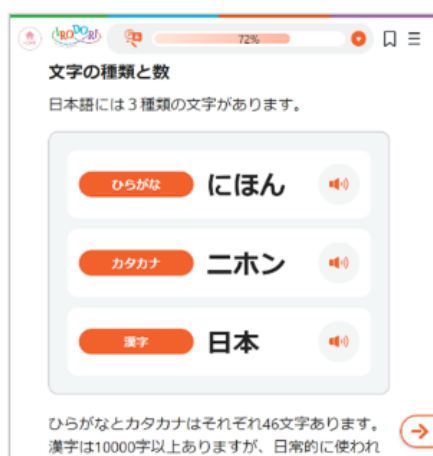 IRODORI
72%
文字の種類と数
日本語には３種類の文字があります。
ひらがな にほん
カタカナ ニホン
漢字 日本
ひらがなとカタカナはそれぞれ46文字あります。
漢字は10000字以上ありますが、日常的に使われ